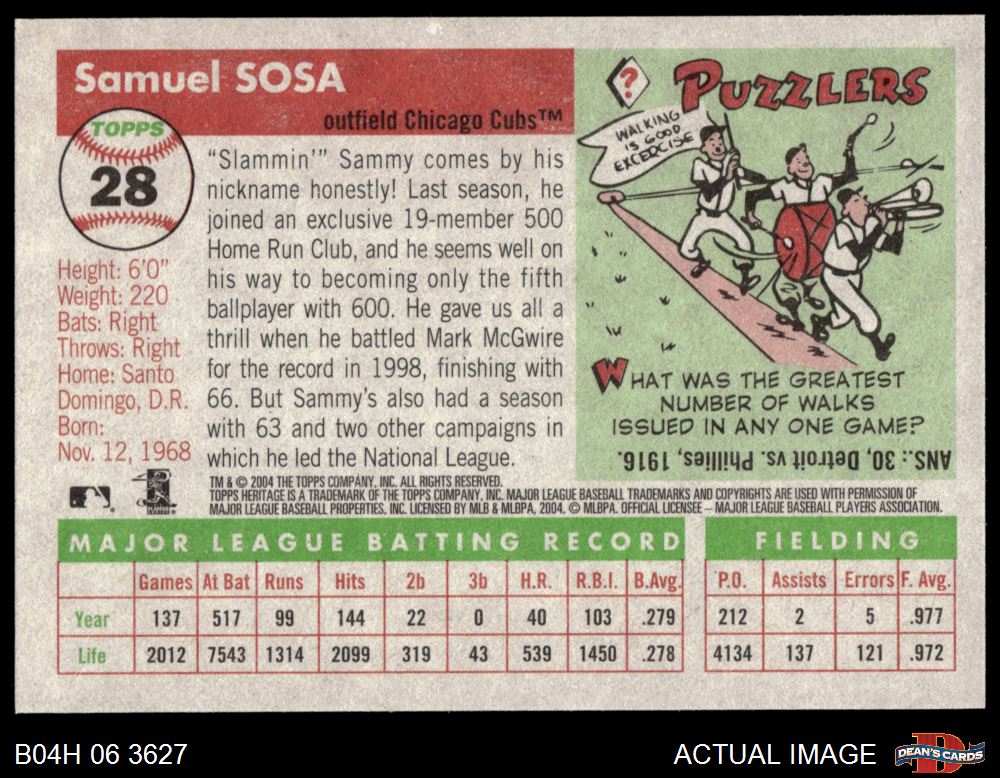 Samuel SOSA
outfield Chicago Cubs™
TOPPS
28
Height: 6'0"
Weight: 220
Bats: Right
Throws: Right
Home: Santo
Domingo, D.R.
Born:
Nov. 12, 1968
"Slammin'" Sammy comes by his
nickname honestly! Last season, he
joined an exclusive 19-member 500
Home Run Club, and he seems well on
his way to becoming only the fifth
ballplayer with 600. He gave us all a
thrill when he battled Mark McGwire
for the record in 1998, finishing with
66. But Sammy's also had a season
with 63 and two other campaigns in
which he led the National League.
?
PUZZLERS
WALKING
IS GOOD
EXCERCISE
WHAT WAS THE GREATEST
NUMBER OF WALKS
ISSUED IN ANY ONE GAME?
ANS.: 30, Detroit vs. Phillies, 1916.
TM & © 2004 THE TOPPS COMPANY, INC. ALL RIGHTS RESERVED.
TOPPS HERITAGE IS A TRADEMARK OF THE TOPPS COMPANY, INC. MAJOR LEAGUE BASEBALL TRADEMARKS AND COPYRIGHTS ARE USED WITH PERMISSION OF
MAJOR LEAGUE BASEBALL PROPERTIES, INC. LICENSED BY MLB & MLBPA, 2004. © MLBPA. OFFICIAL LICENSEE – MAJOR LEAGUE BASEBALL PLAYERS ASSOCIATION.
MAJOR LEAGUE BATTING RECORD FIELDING
Games At Bat Runs Hits 2b 3b H.R. R.B.I. B.Avg. P.O. Assists Errors F. Avg.
Year 137 517 99 144 22 0 40 103 .279 212 2 5 .977
Life 2012 7543 1314 2099 319 43 539 1450 .278 4134 137 121 .972
B04H 06 3627
ACTUAL IMAGE
DEAN'S CARDS